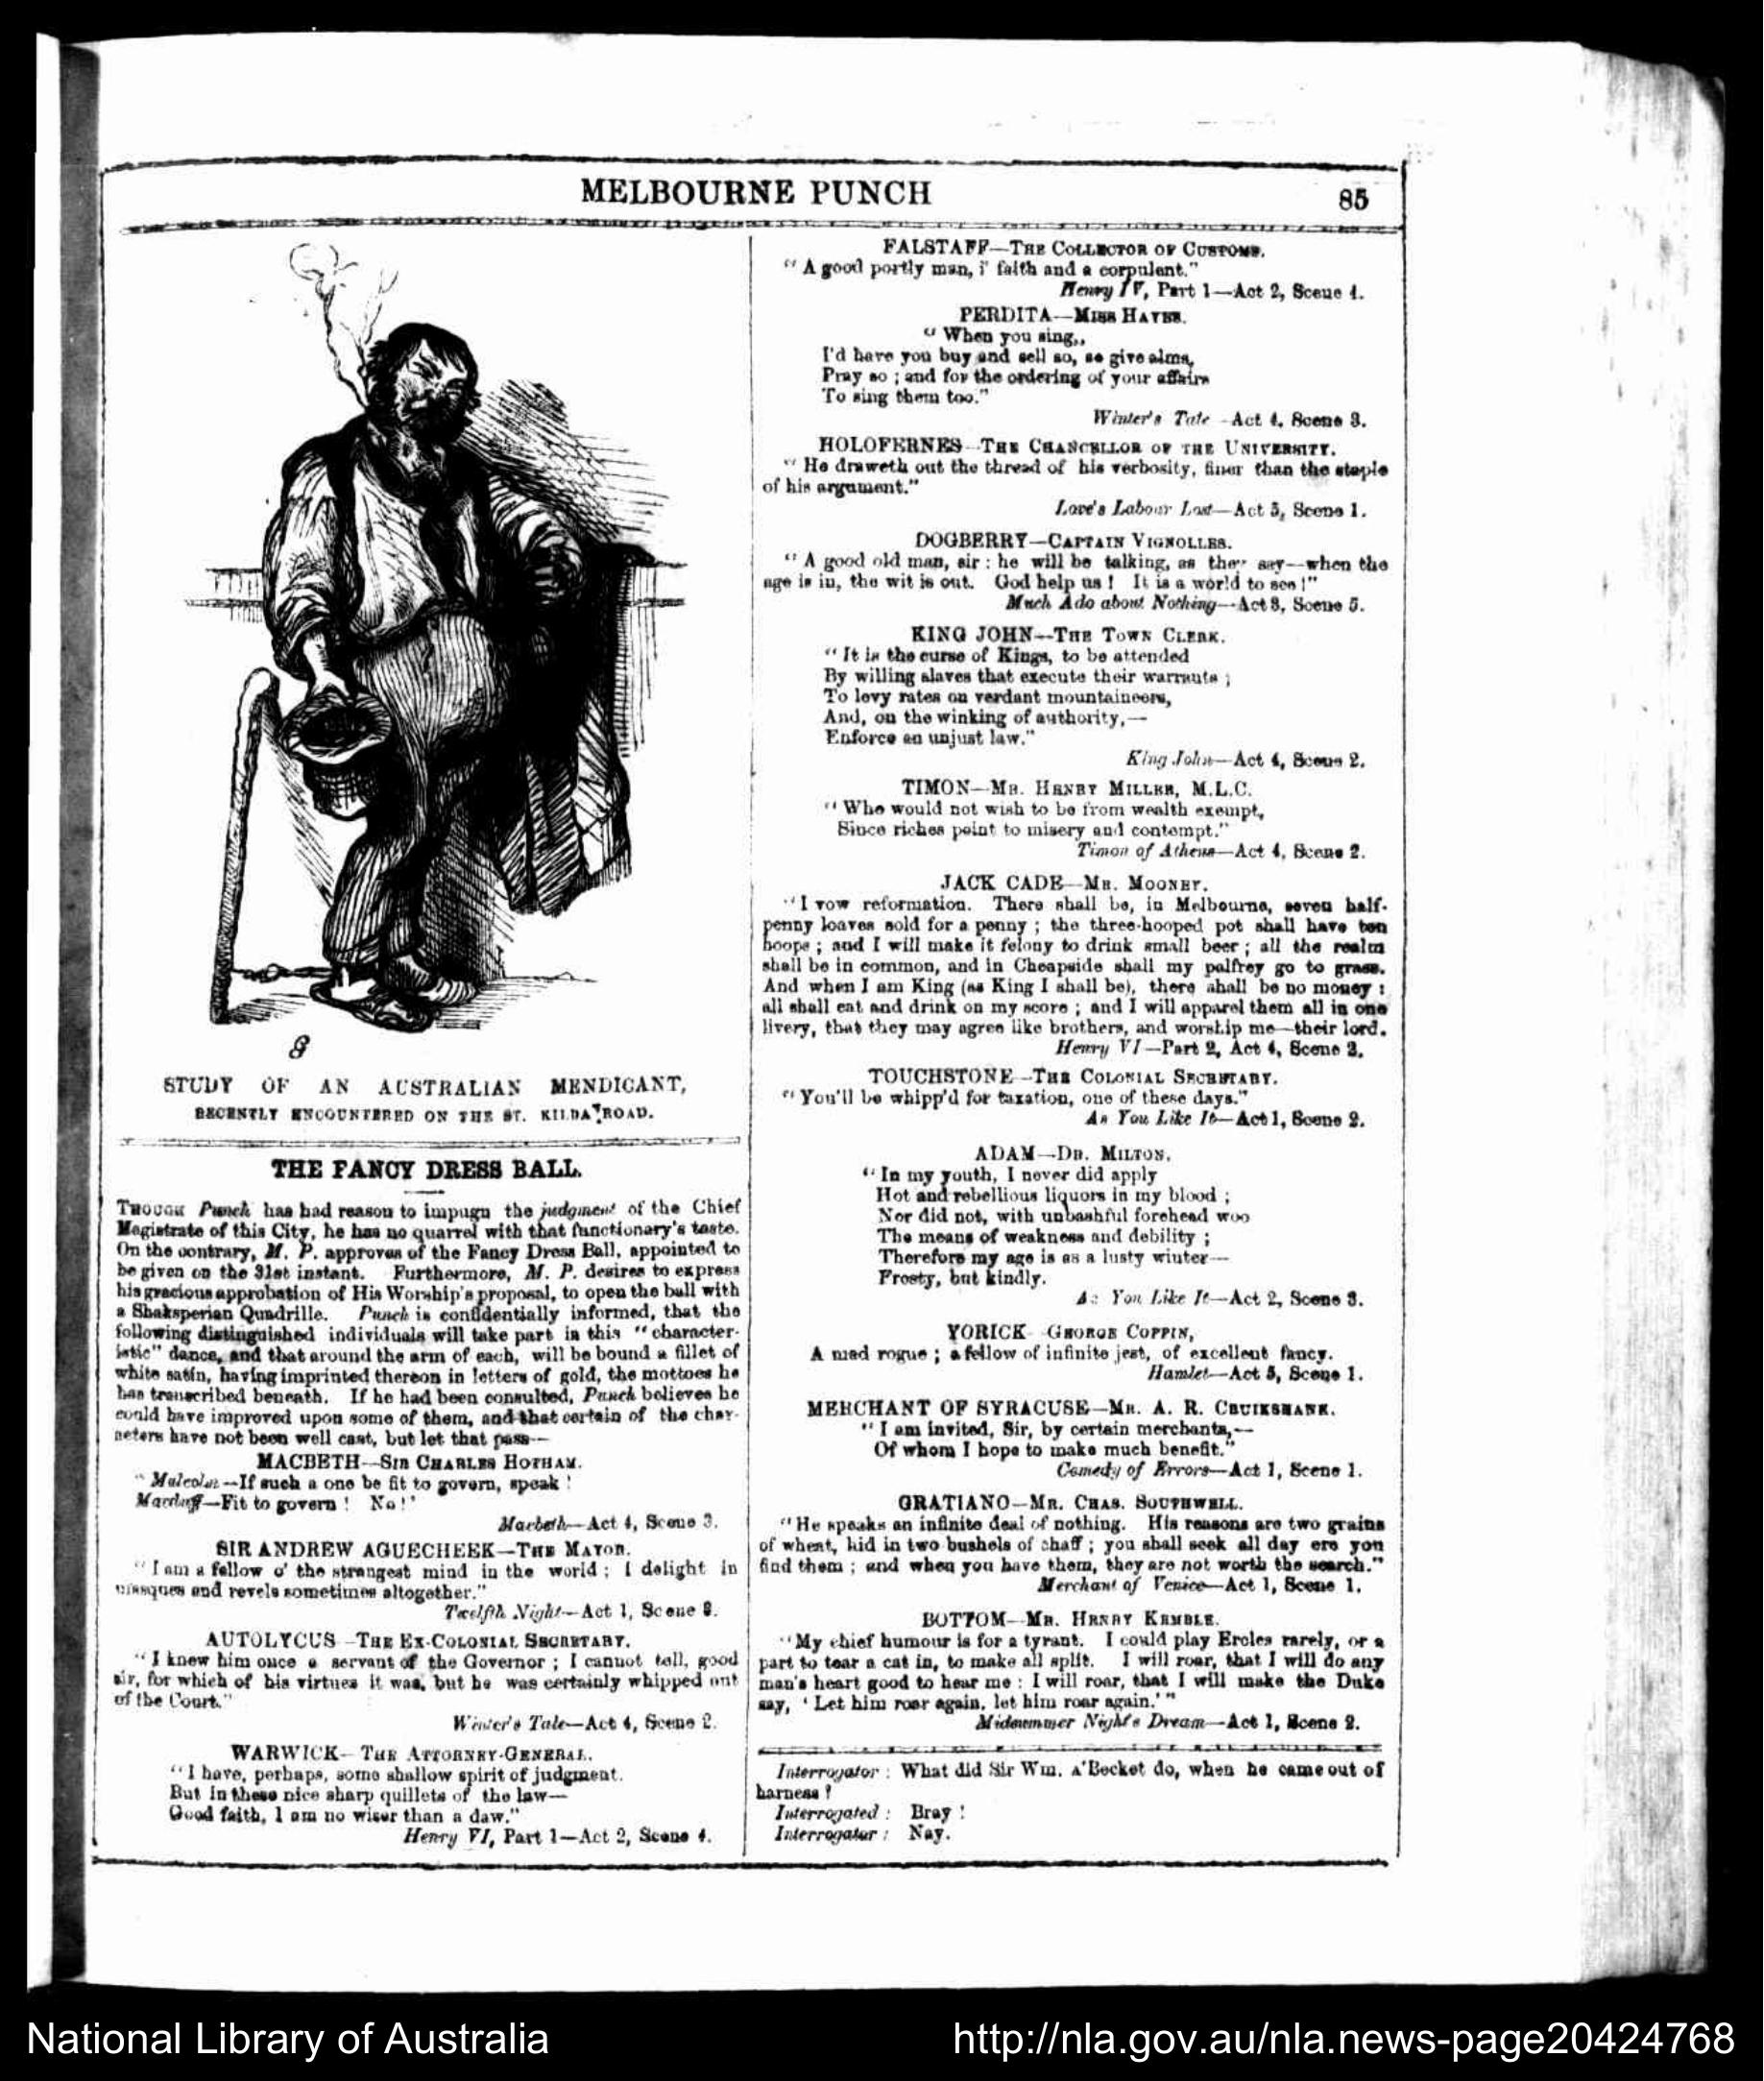 MELBOURNE PUNCH 85
STUDY OF AN AUSTRALIAN MENDICANT,
RECENTLY ENCOUNTERED ON THE ST. KILDA ROAD.
THE FANCY DRESS BALL.
THOUGH Punch has had reason to impugn the judgment of the Chief
Magistrate of this City, he has no quarrel with that functionary's taste.
On the contrary, M. P. approves of the Fancy Dress Ball, appointed to
be given on the 31st instant. Furthermore, M. P. desires to express
his gracious approbation of His Worship's proposal, to open the ball with
a Shaksperian Quadrille. Punch is confidentially informed, that the
following distinguished individuals will take part in this "character-
istic" dance, and that around the arm of each, will be bound a fillet of
white satin, having imprinted thereon in letters of gold, the mottoes he
has transcribed beneath. If he had been consulted, Punch believes he
could have improved upon some of them, and that certain of the char-
acters have not been well cast, but let that pass—
MACBETH—SIR CHARLES HOTHAM.
"Malcolm—If such a one be fit to govern, speak!
Macduff—Fit to govern! No!"
Macbeth—Act 4, Scene 3.
SIR ANDREW AGUECHEEK—THE MAYOR.
"I am a fellow o' the strangest mind in the world; I delight in
masques and revels sometimes altogether."
Twelfth Night—Act 1, Scene 3.
AUTOLYCUS—THE EX-COLONIAL SECRETARY.
"I knew him once a servant of the Governor; I cannot tell, good
sir, for which of his virtues it was, but he was certainly whipped out
of the Court."
Winter's Tale—Act 4, Scene 2.
WARWICK—THE ATTORNEY-GENERAL.
"I have, perhaps, some shallow spirit of judgment.
But in these nice sharp quillets of the law—
Good faith, I am no wiser than a daw."
Henry VI, Part 1—Act 2, Scene 4.
FALSTAFF—THE COLLECTOR OF CUSTOMS.
"A good portly man, i' faith and a corpulent."
Henry IV, Part 1—Act 2, Scene 4.
PERDITA—MISS HAYES.
"When you sing,,
I'd have you buy and sell so, so give alms,
Pray so; and for the ordering of your affairs
To sing them too."
Winter's Tale—Act 4, Scene 3.
HOLOFERNES—THE CHANCELLOR OF THE UNIVERSITY.
"He draweth out the thread of his verbosity, finer than the staple
of his argument."
Love's Labour Lost—Act 5, Scene 1.
DOGBERRY—CAPTAIN VIGNOLLES.
"A good old man, sir: he will be talking, as they say—when the
age is in, the wit is out. God help us! It is a world to see!"
Much Ado about Nothing—Act 3, Scene 5.
KING JOHN—THE TOWN CLERK.
"It is the curse of Kings, to be attended
By willing slaves that execute their warrants;
To levy rates on verdant mountaineers,
And, on the winking of authority,—
Enforce an unjust law."
King John—Act 4, Scene 2.
TIMON—MR. HENRY MILLER, M.L.C.
"Who would not wish to be from wealth exempt,
Since riches point to misery and contempt."
Timon of Athens—Act 4, Scene 2.
JACK CADE—MR. MOONEY.
"I vow reformation. There shall be, in Melbourne, seven half-
penny loaves sold for a penny; the three-hooped pot shall have ten
hoops; and I will make it felony to drink small beer; all the realm
shall be in common, and in Cheapside shall my palfrey go to grass.
And when I am King (as King I shall be), there shall be no money:
all shall eat and drink on my score; and I will apparel them all in one
livery, that they may agree like brothers, and worship me—their lord.
Henry VI—Part 2, Act 4, Scene 2.
TOUCHSTONE—THE COLONIAL SECRETARY.
"You'll be whipp'd for taxation, one of these days."
As You Like It—Act 1, Scene 2.
ADAM—DR. MILTON.
"In my youth, I never did apply
Hot and rebellious liquors in my blood;
Nor did not, with unbashful forehead woo
The means of weakness and debility;
Therefore my age is as a lusty winter—
Frosty, but kindly.
As You Like It—Act 2, Scene 3.
YORICK—GEORGE COPPIN,
A mad rogue; a fellow of infinite jest, of excellent fancy.
Hamlet—Act 5, Scene 1.
MERCHANT OF SYRACUSE—MR. A. R. CRUIKSHANK.
"I am invited, Sir, by certain merchants,—
Of whom I hope to make much benefit."
Comedy of Errors—Act 1, Scene 1.
GRATIANO—MR. CHAS. SOUTHWELL.
"He speaks an infinite deal of nothing. His reasons are two grains
of wheat, hid in two bushels of chaff; you shall seek all day ere you
find them; and when you have them, they are not worth the search."
Merchant of Venice—Act 1, Scene 1.
BOTTOM—MR. HENRY KEMBLE.
"My chief humour is for a tyrant. I could play Ercles rarely, or a
part to tear a cat in, to make all split. I will roar, that I will do any
man's heart good to hear me: I will roar, that I will make the Duke
say, 'Let him roar again, let him roar again.'"
Midsummer Night's Dream—Act 1, Scene 2.
Interrogator: What did Sir Wm. A'Becket do, when he came out of
harness?
Interrogated: Bray!
Interrogator: Nay.
National Library of Australia http://nla.gov.au/nla.news-page20424768